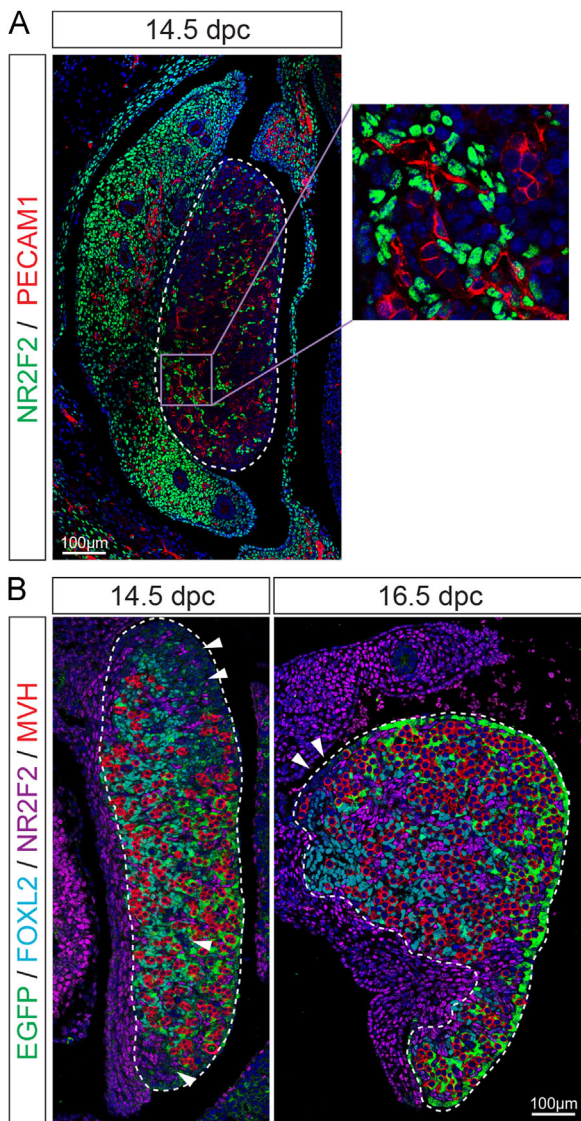 A
14.5 dpc
NR2F2 / PECAM1
100µm
B
14.5 dpc
16.5 dpc
EGFP / FOXL2 / NR2F2 / MVH
100µm